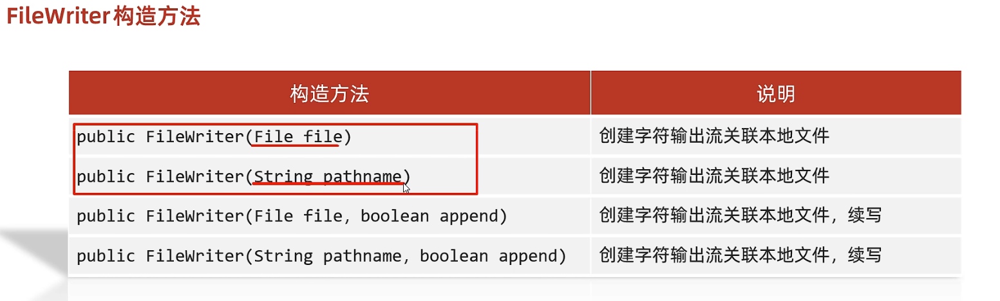 FileWriter构造方法
构造方法 说明
public FileWriter(File file) 创建字符输出流关联本地文件
public FileWriter(String pathname) 创建字符输出流关联本地文件
public FileWriter(File file, boolean append) 创建字符输出流关联本地文件，续写
public FileWriter(String pathname, boolean append) 创建字符输出流关联本地文件，续写